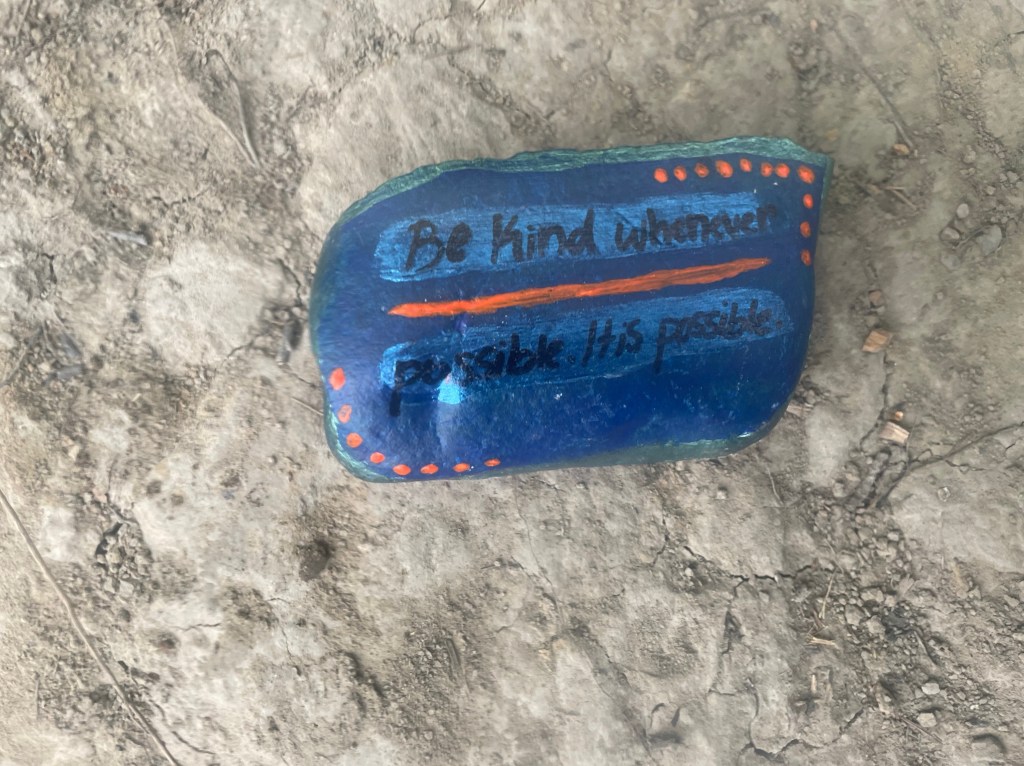 Be Kind whenever
possible. It is possible.